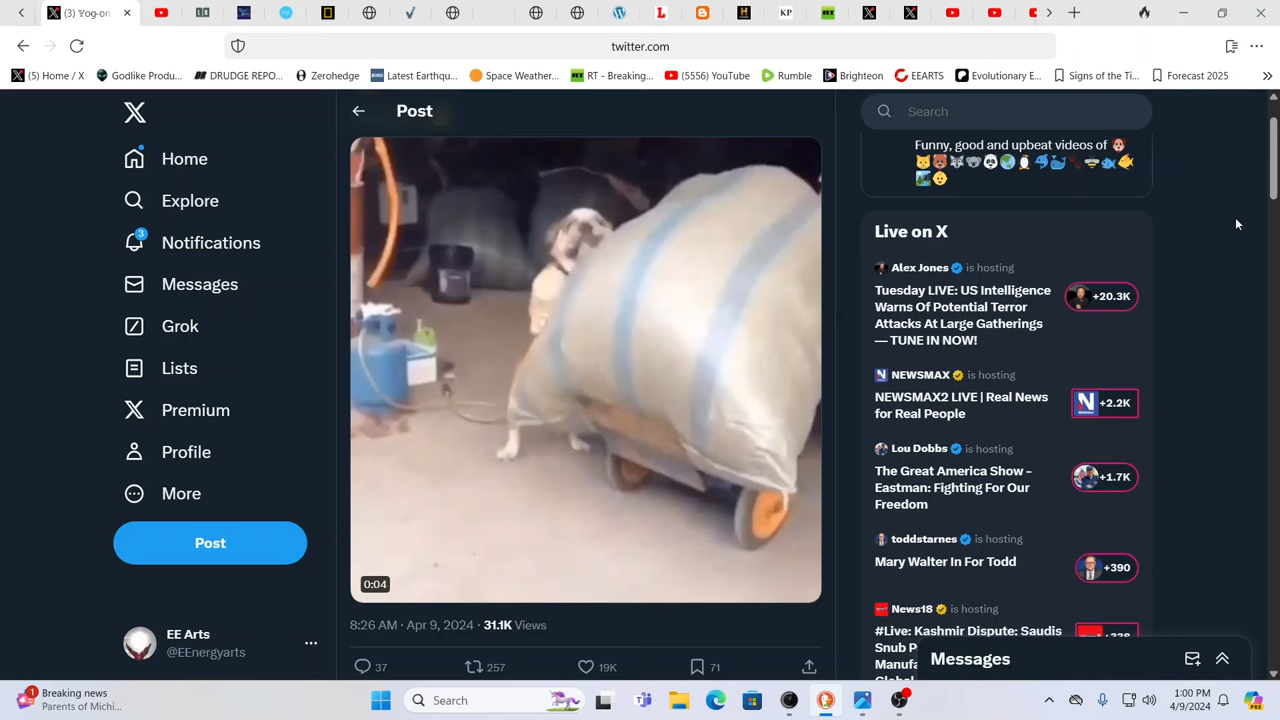 (3) Yog-on
twitter.com
(5) Home / X
Godlike Produ...
DRUDGE REPO...
Zerohedge
Latest Earthqu...
Space Weather...
RT - Breaking...
(5556) YouTube
Rumble
Brighteon
EEARTS
Evolutionary E...
Signs of the Ti...
Forecast 2025
Home
Explore
3
Notifications
Messages
Grok
Lists
Premium
Profile
More
Post
EE Arts
@EEnergyarts
Post
0:04
8:26 AM · Apr 9, 2024 · 31.1K Views
37
257
19K
71
Search
Funny, good and upbeat videos of
Live on X
Alex Jones is hosting
Tuesday LIVE: US Intelligence
Warns Of Potential Terror
Attacks At Large Gatherings
— TUNE IN NOW!
+20.3K
NEWSMAX is hosting
NEWSMAX2 LIVE | Real News
for Real People
+2.2K
Lou Dobbs is hosting
The Great America Show -
Eastman: Fighting For Our
Freedom
+1.7K
toddstarnes is hosting
Mary Walter In For Todd
+390
News18 is hosting
#Live: Kashmir Dispute: Saudis
Snub P
Manufa
Messages
1
Breaking news
Parents of Michi...
Search
1:00 PM
4/9/2024